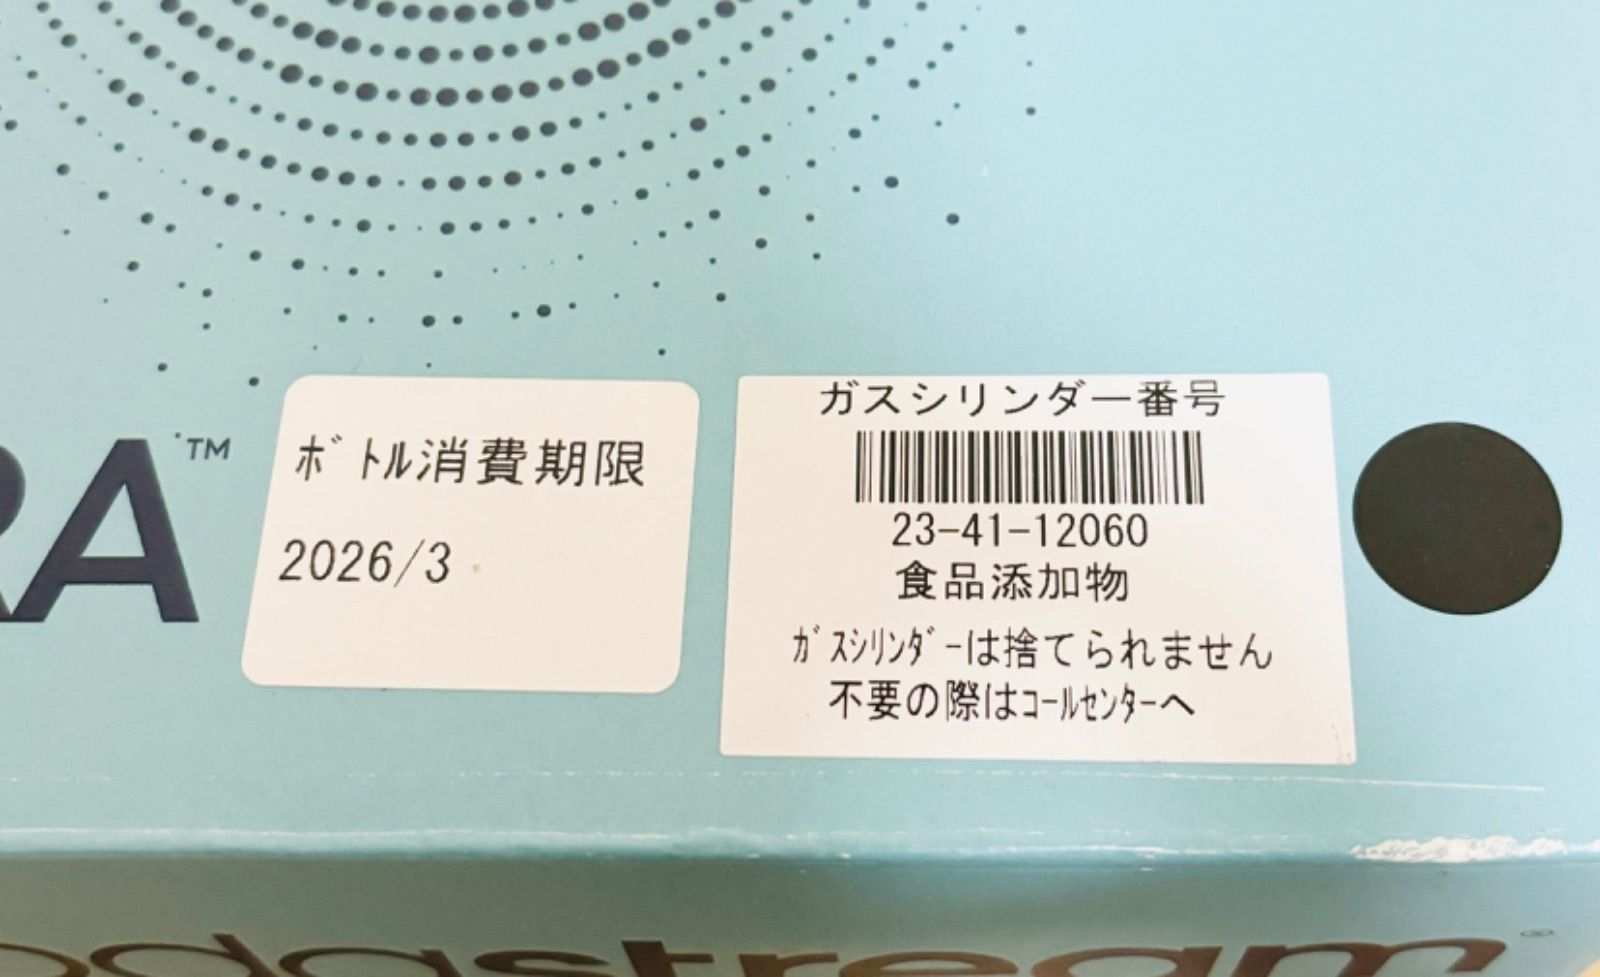 RA™
ﾎﾞﾄﾙ消費期限
2026/3
ガスシリンダー番号
23-41-12060
食品添加物
ｶﾞｽｼﾘﾝﾀﾞｰは捨てられません
不要の際はｺｰﾙｾﾝﾀｰへ
odastream®